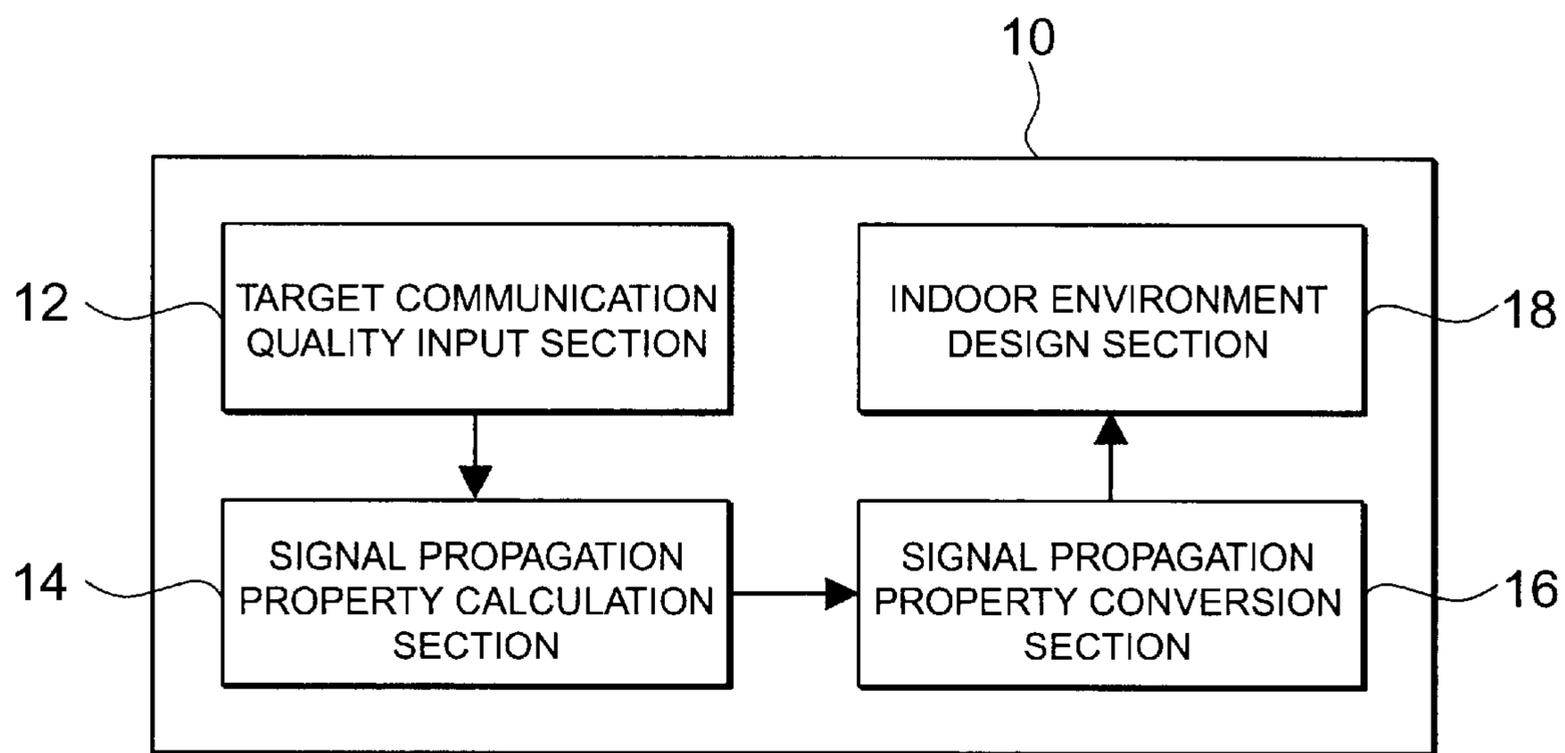 10
12
TARGET COMMUNICATION
QUALITY INPUT SECTION
INDOOR ENVIRONMENT
DESIGN SECTION
18
14
SIGNAL PROPAGATION
PROPERTY CALCULATION
SECTION
SIGNAL PROPAGATION
PROPERTY CONVERSION
SECTION
16